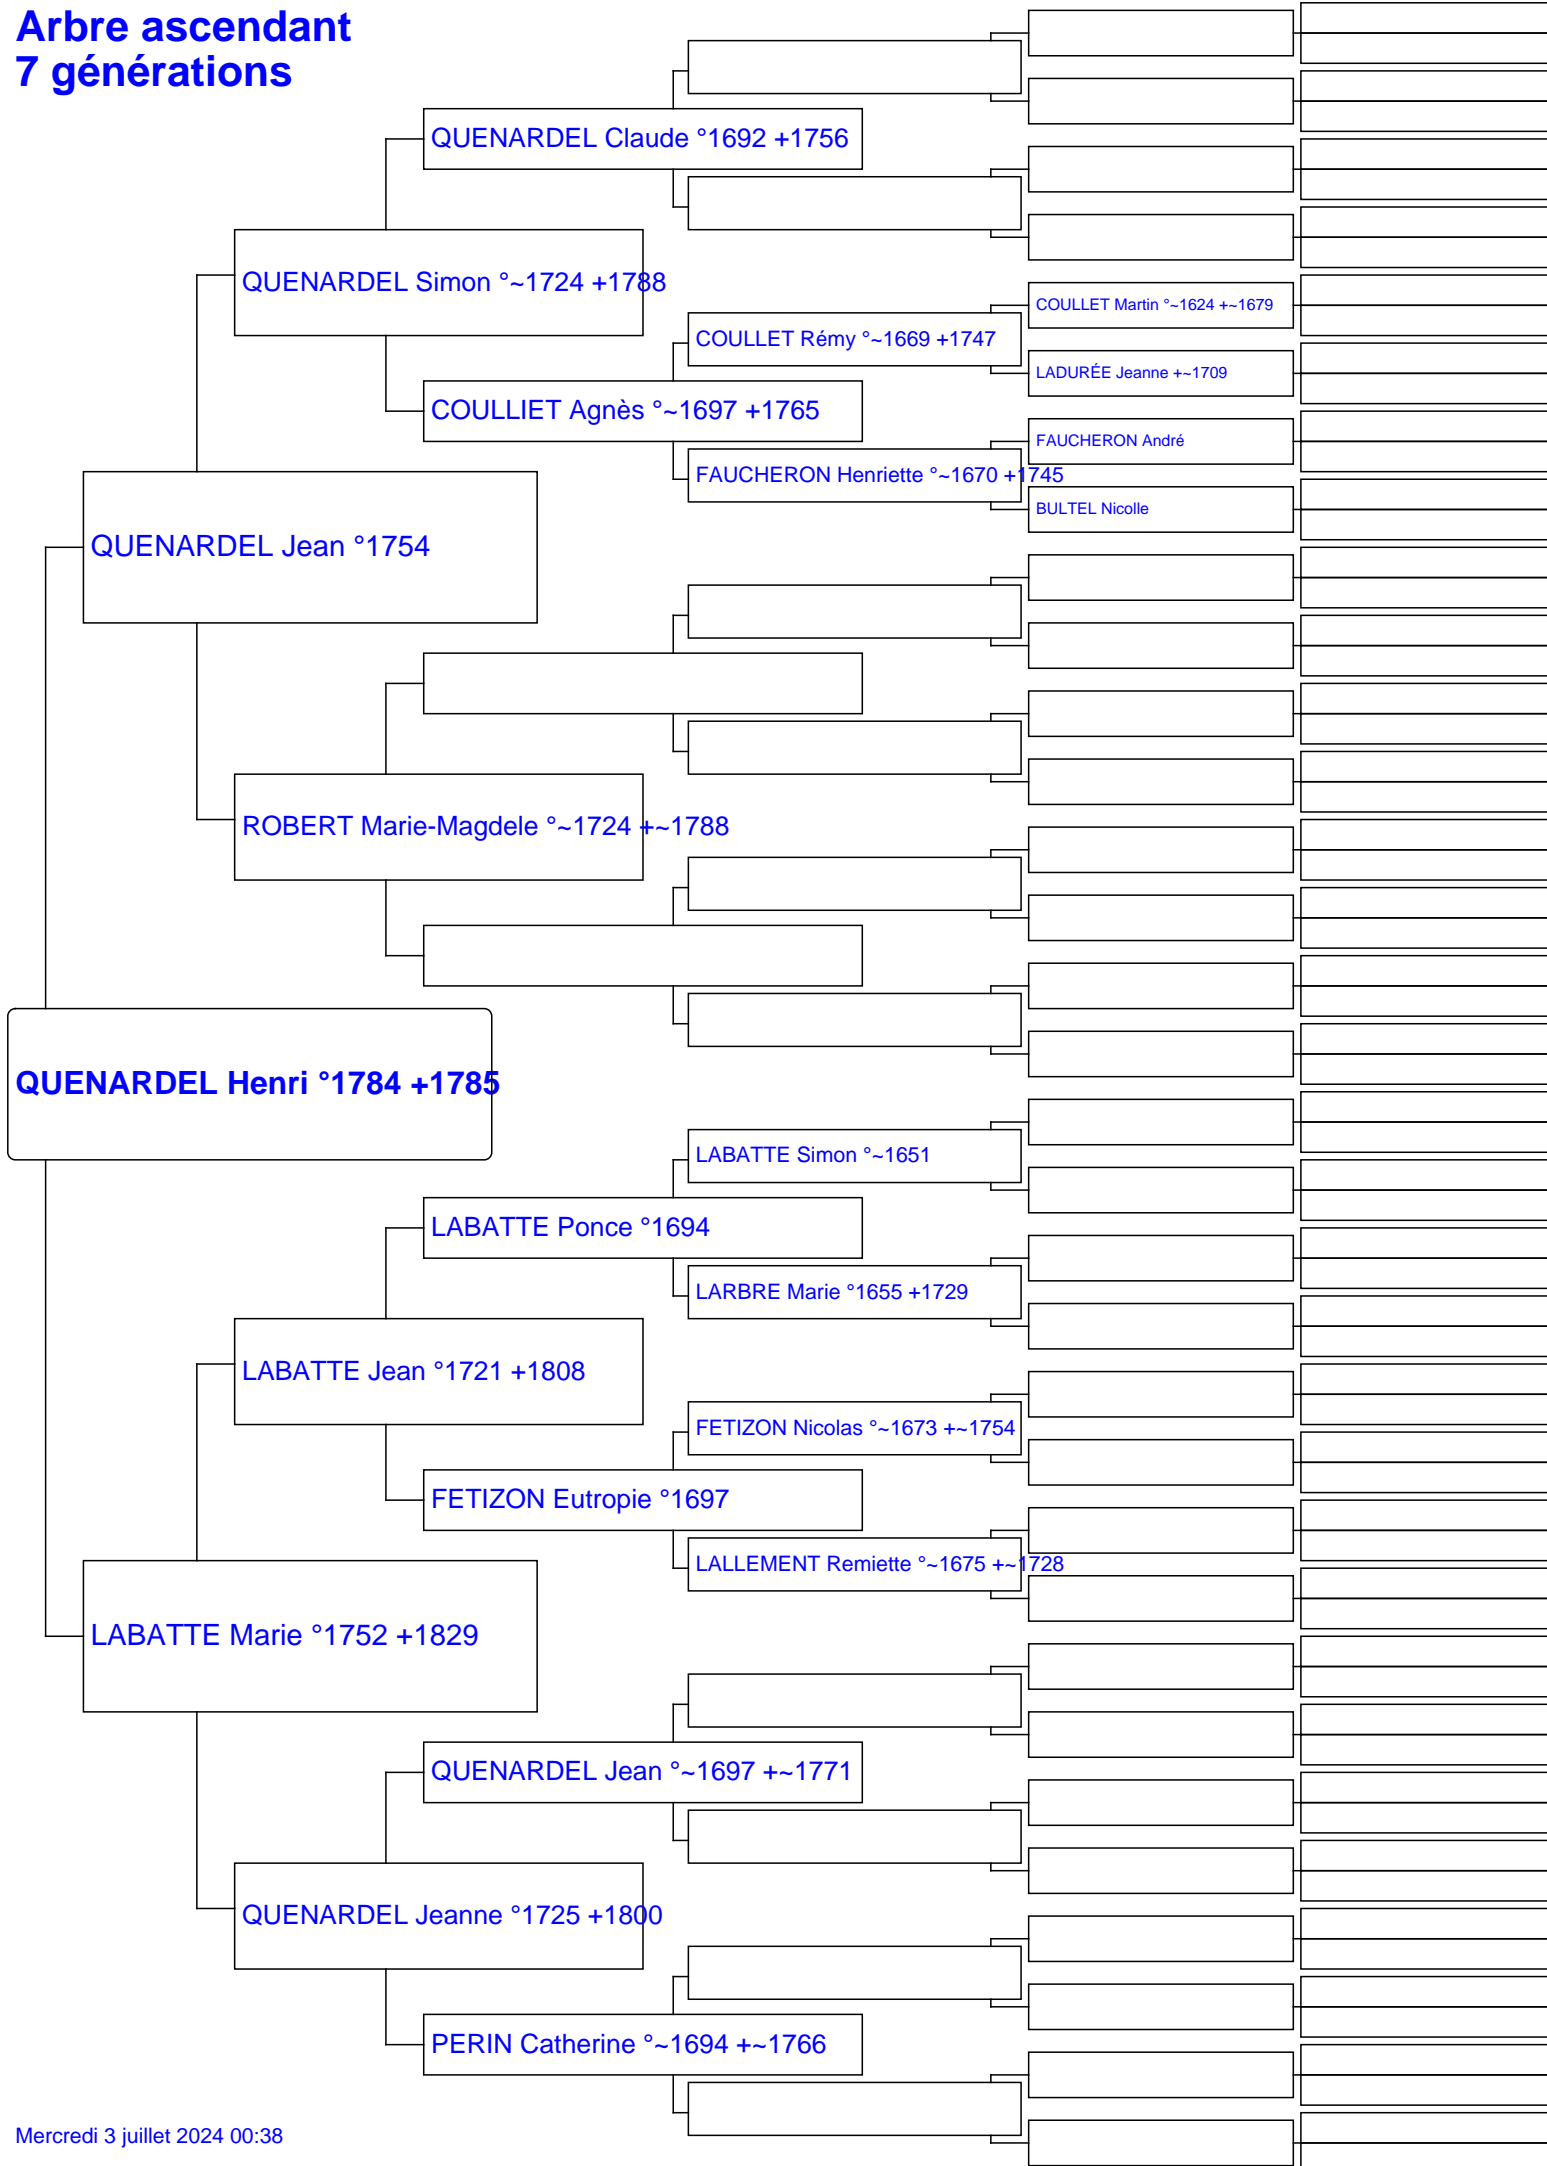 Arbre ascendant
7 générations
QUENARDEL Claude °1692 +1756
QUENARDEL Simon °~1724 +1788
COULLET Martin °~1624 +~1679
COULLET Rémy °~1669 +1747
LADURÉE Jeanne +~1709
COULLIET Agnès °~1697 +1765
FAUCHERON André
FAUCHERON Henriette °~1670 +1745
BULTEL Nicolle
QUENARDEL Jean °1754
ROBERT Marie-Magdele °~1724 +~1788
QUENARDEL Henri °1784 +1785
LABATTE Simon °~1651
LABATTE Ponce °1694
LARBRE Marie °1655 +1729
LABATTE Jean °1721 +1808
FETIZON Nicolas °~1673 +~1754
FETIZON Eutropie °1697
LALLEMENT Remiette °~1675 +~1728
LABATTE Marie °1752 +1829
QUENARDEL Jean °~1697 +~1771
QUENARDEL Jeanne °1725 +1800
PERIN Catherine °~1694 +~1766
Mercredi 3 juillet 2024 00:38